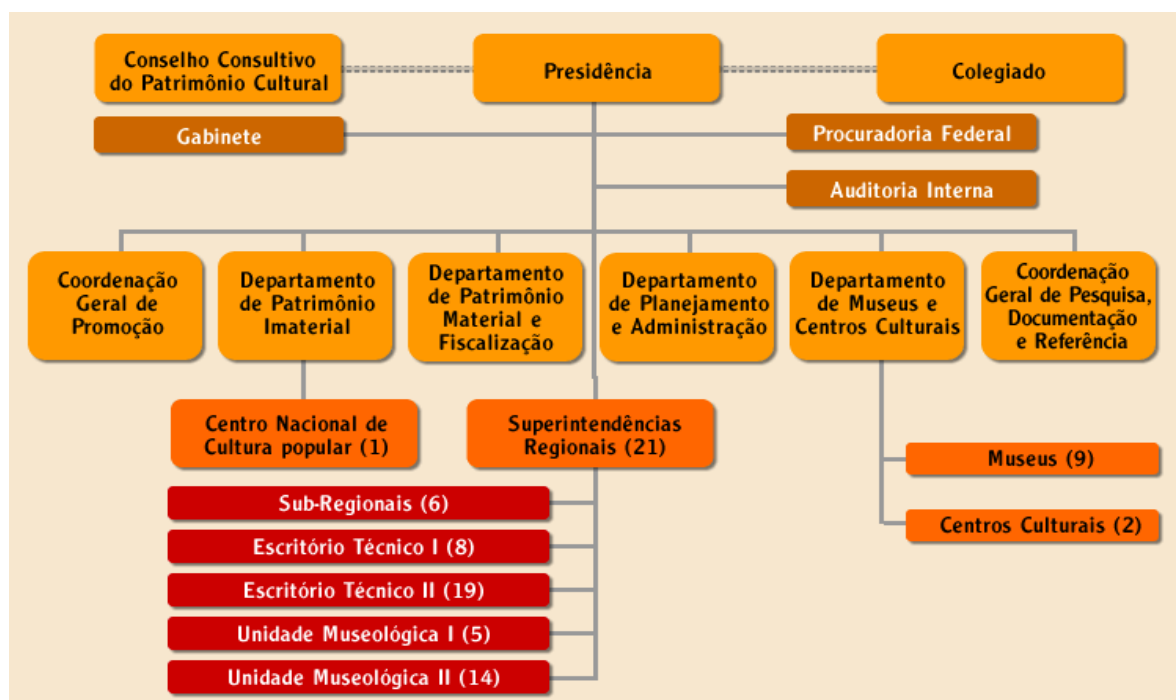 Conselho Consultivo
do Patrimônio Cultural
Presidência
Colegiado
Gabinete
Procuradoria Federal
Auditoria Interna
Coordenação
Geral de
Promoção
Departamento
de Patrimônio
Imaterial
Departamento
de Patrimônio
Material e
Fiscalização
Departamento
de Planejamento
e Administração
Departamento
de Museus e
Centros Culturais
Coordenação
Geral de Pesquisa,
Documentação
e Referência
Centro Nacional de
Cultura popular (1)
Superintendências
Regionais (21)
Museus (9)
Centros Culturais (2)
Sub-Regionais (6)
Escritório Técnico I (8)
Escritório Técnico II (19)
Unidade Museológica I (5)
Unidade Museológica II (14)